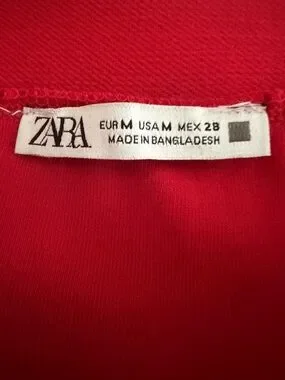 ZARA
EUR M USA M MEX 28
MADE IN BANGLADESH